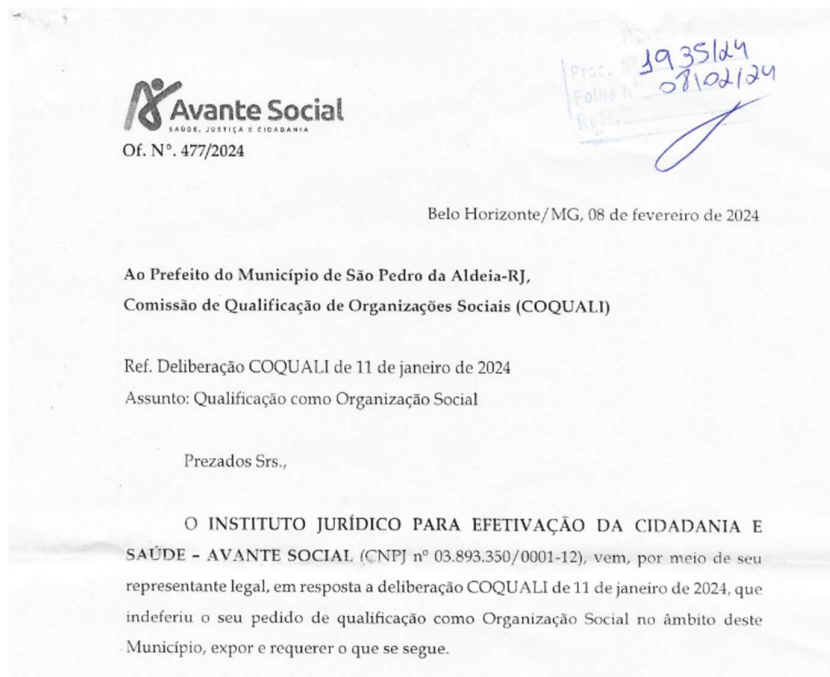 Proc. Nº 1935/24
Folha Nº 08/02/24
Avante Social
SAÚDE, JUSTIÇA E CIDADANIA
Of. N°. 477/2024
Belo Horizonte/MG, 08 de fevereiro de 2024
Ao Prefeito do Município de São Pedro da Aldeia-RJ,
Comissão de Qualificação de Organizações Sociais (COQUALI)
Ref. Deliberação COQUALI de 11 de janeiro de 2024
Assunto: Qualificação como Organização Social
Prezados Srs.,
O INSTITUTO JURÍDICO PARA EFETIVAÇÃO DA CIDADANIA E
SAÚDE – AVANTE SOCIAL (CNPJ nº 03.893.350/0001-12), vem, por meio de seu
representante legal, em resposta a deliberação COQUALI de 11 de janeiro de 2024, que
indeferiu o seu pedido de qualificação como Organização Social no âmbito deste
Município, expor e requerer o que se segue.